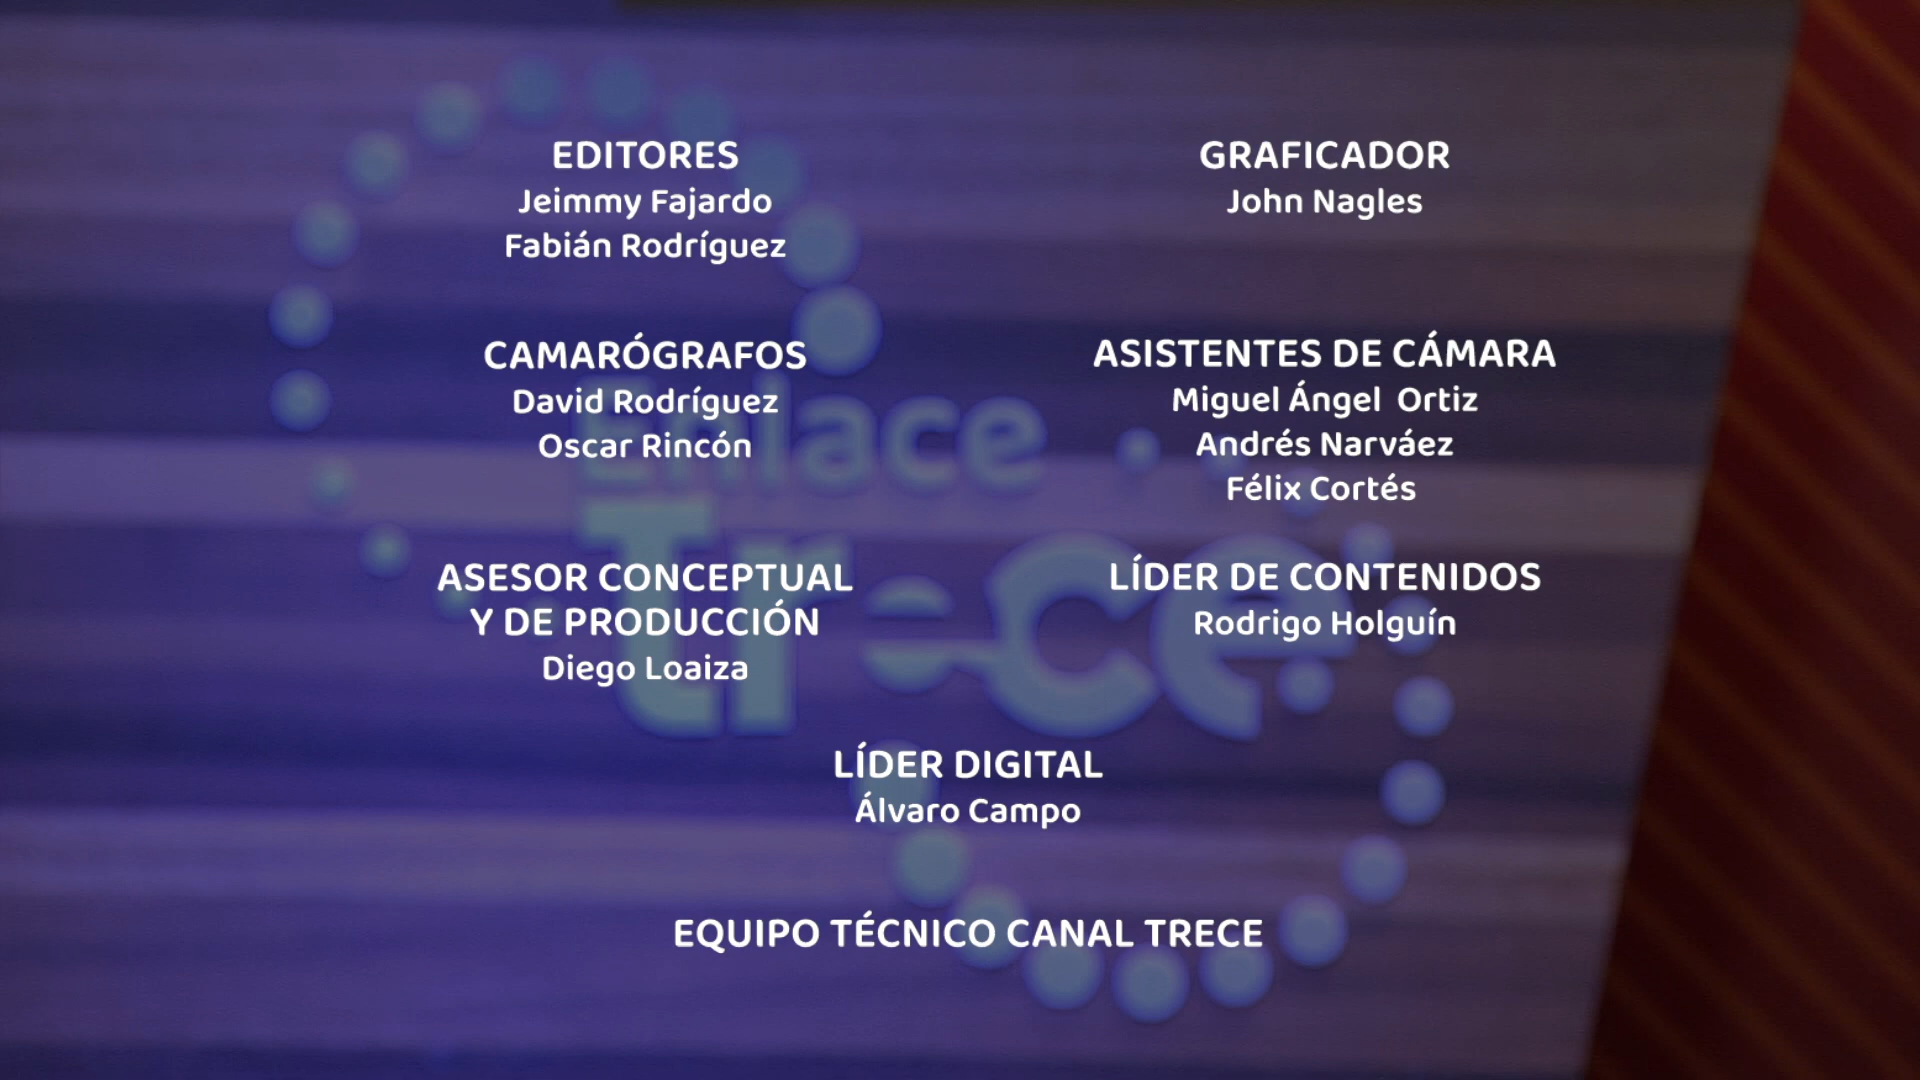 EDITORES
Jeimmy Fajardo
Fabián Rodríguez
GRAFICADOR
John Nagles
CAMARÓGRAFOS
David Rodríguez
Oscar Rincón
ASISTENTES DE CÁMARA
Miguel Ángel  Ortiz
Andrés Narváez
Félix Cortés
ASESOR CONCEPTUAL
Y DE PRODUCCIÓN
Diego Loaiza
LÍDER DE CONTENIDOS
Rodrigo Holguín
LÍDER DIGITAL
Álvaro Campo
EQUIPO TÉCNICO CANAL TRECE
Enlace
Trece